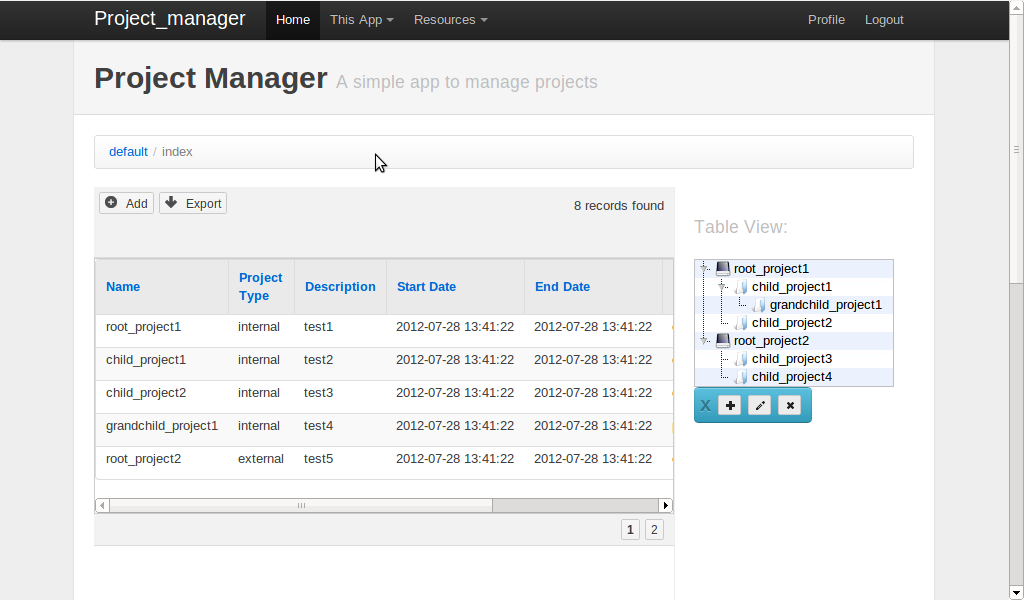 Project_manager Home This App Resources Profile Logout
Project Manager A simple app to manage projects
default / index
Add Export 8 records found
Name Project Type Description Start Date End Date
root_project1 internal test1 2012-07-28 13:41:22 2012-07-28 13:41:22
child_project1 internal test2 2012-07-28 13:41:22 2012-07-28 13:41:22
child_project2 internal test3 2012-07-28 13:41:22 2012-07-28 13:41:22
grandchild_project1 internal test4 2012-07-28 13:41:22 2012-07-28 13:41:22
root_project2 external test5 2012-07-28 13:41:22 2012-07-28 13:41:22
1 2
Table View:
root_project1
child_project1
grandchild_project1
child_project2
root_project2
child_project3
child_project4
X